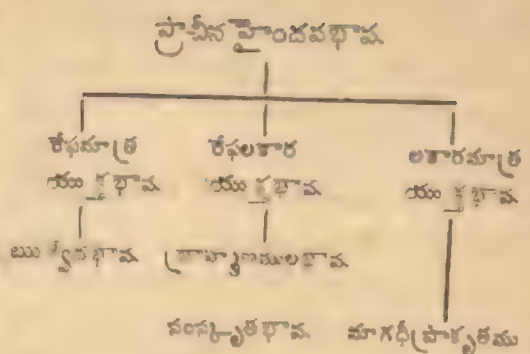 ప్రాచీన హైందవభాష
రేఫమాత్ర రేఫలకార లకారమాత్ర
యుక్తభాష యుక్తభాష యుక్తభాష
ఋగ్వేదభాష బ్రాహ్మణములభాష
సంస్కృతభాష మాగధీప్రాకృతము